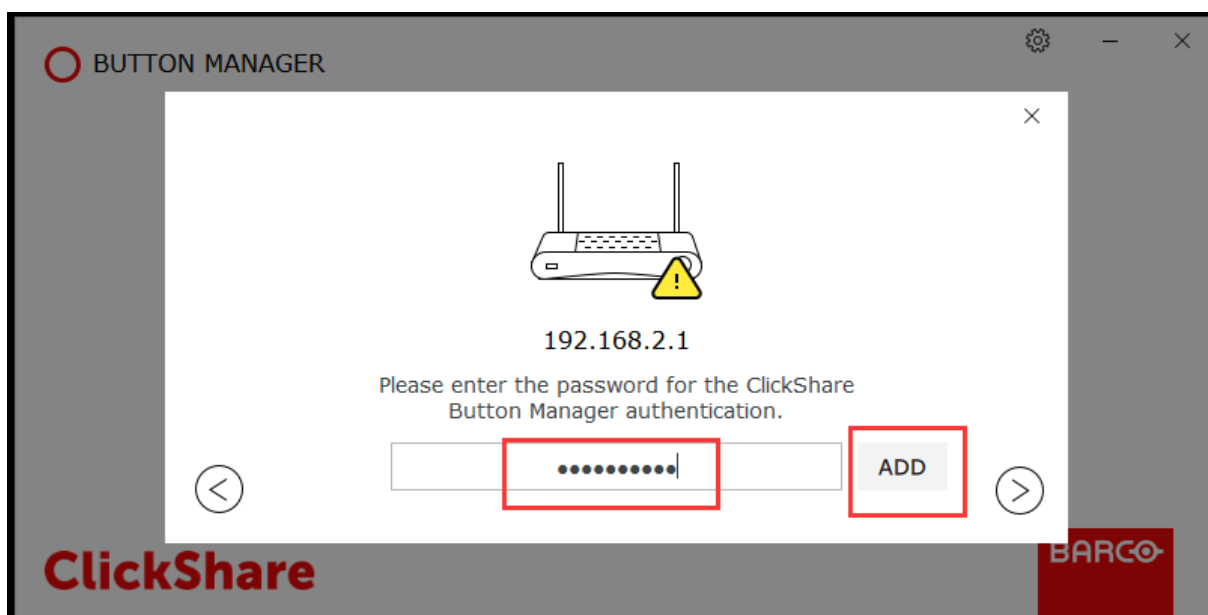 BUTTON MANAGER
192.168.2.1
Please enter the password for the ClickShare
Button Manager authentication.
••••••••••
ADD
ClickShare
BARCO